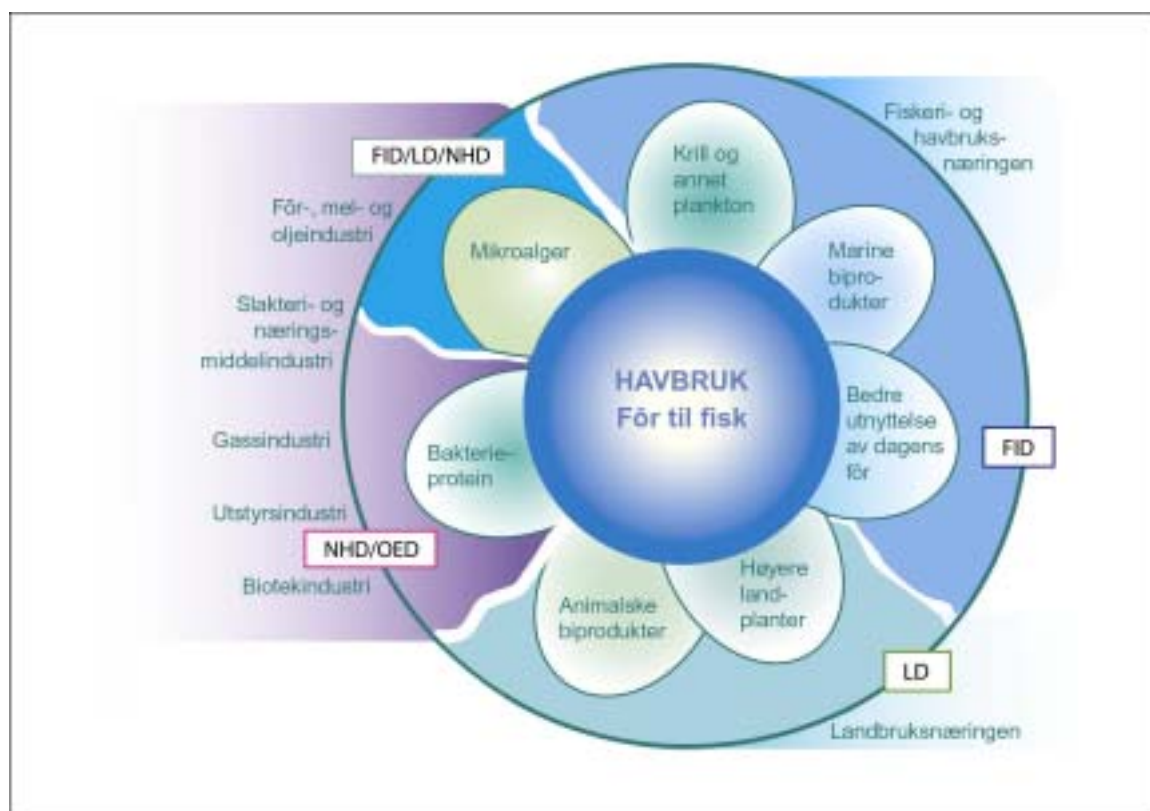 FID/LD/NHD
Fôr-, mel- og
oljeindustri
Slakteri- og
nærings-
middelindustri
Gassindustri
Utstyrsindustri
NHD/OED
Biotekindustri
Krill og
annet
plankton
Fiskeri- og
havbruks-
næringen
Mikroalger
Marine
bipro-
dukter
HAVBRUK
Fôr til fisk
Bedre
utnyttelse
av dagens
fôr
FID
Bakterie-
protein
Animalske
biprodukter
Høyere
land-
planter
LD
Landbruksnæringen